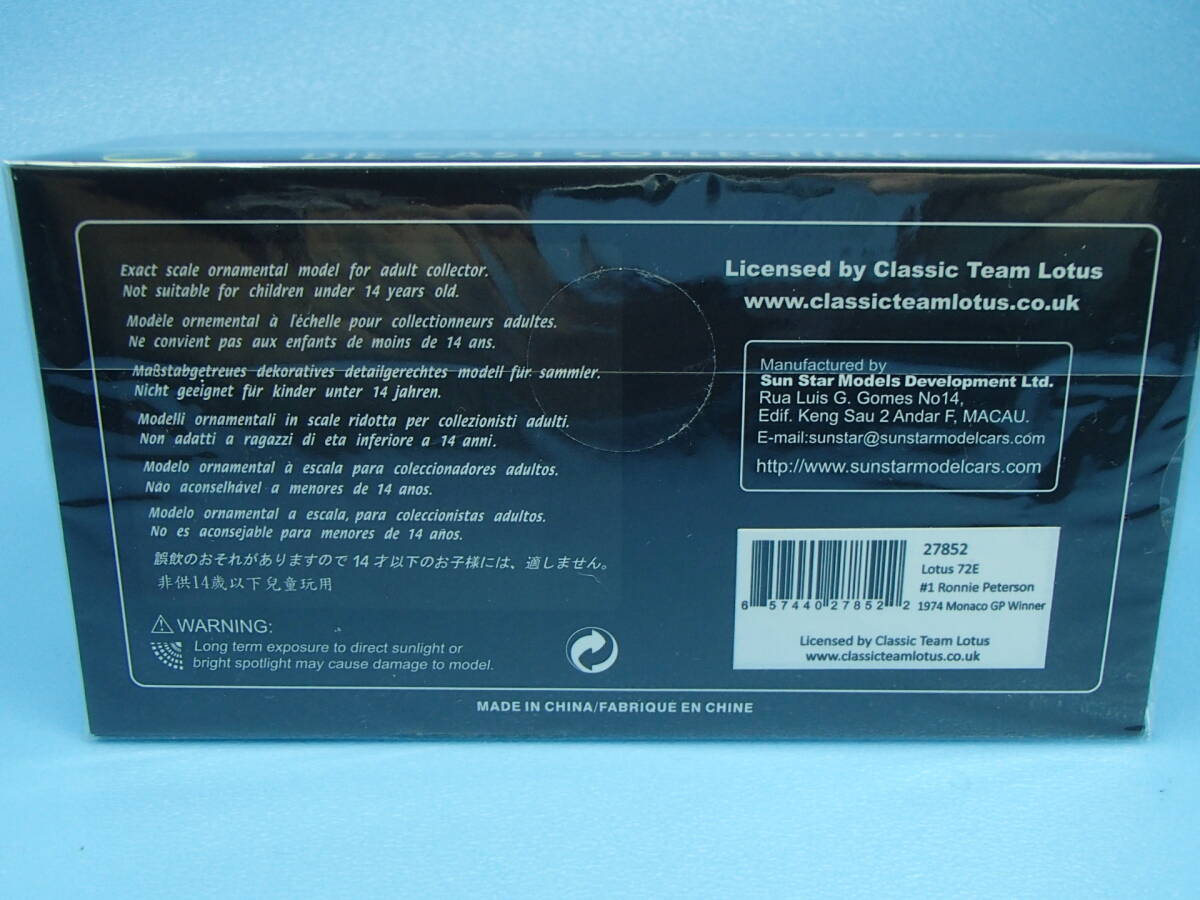 DIE CAST COLLECTIBLE
Exact scale ornamental model for adult collector.
Not suitable for children under 14 years old.
Modèle ornemental à l'échelle pour collectionneurs adultes.
Ne convient pas aux enfants de moins de 14 ans.
Maßstabgetreues dekoratives detailgerechtes modell für sammler.
Nicht geeignet für kinder unter 14 jahren.
Modelli ornamentali in scale ridotta per collezionisti adulti.
Non adatti a ragazzi di eta inferiore a 14 anni.
Modelo ornamental à escala para coleccionadores adultos.
Não aconselhável a menores de 14 anos.
Modelo ornamental a escala, para coleccionistas adultos.
No es aconsejable para menores de 14 años.
誤飲のおそれがありますので 14 才以下のお子様には、適しません。
非供14歲以下兒童玩用
WARNING:
Long term exposure to direct sunlight or
bright spotlight may cause damage to model.
Licensed by Classic Team Lotus
www.classicteamlotus.co.uk
Manufactured by
Sun Star Models Development Ltd.
Rua Luis G. Gomes No14,
Edif. Keng Sau 2 Andar F, MACAU.
E-mail:sunstar@sunstarmodelcars.com
http://www.sunstarmodelcars.com
27852
Lotus 72E
#1 Ronnie Peterson
1974 Monaco GP Winner
6 57440 27852 2
Licensed by Classic Team Lotus
www.classicteamlotus.co.uk
MADE IN CHINA/FABRIQUÉ EN CHINE